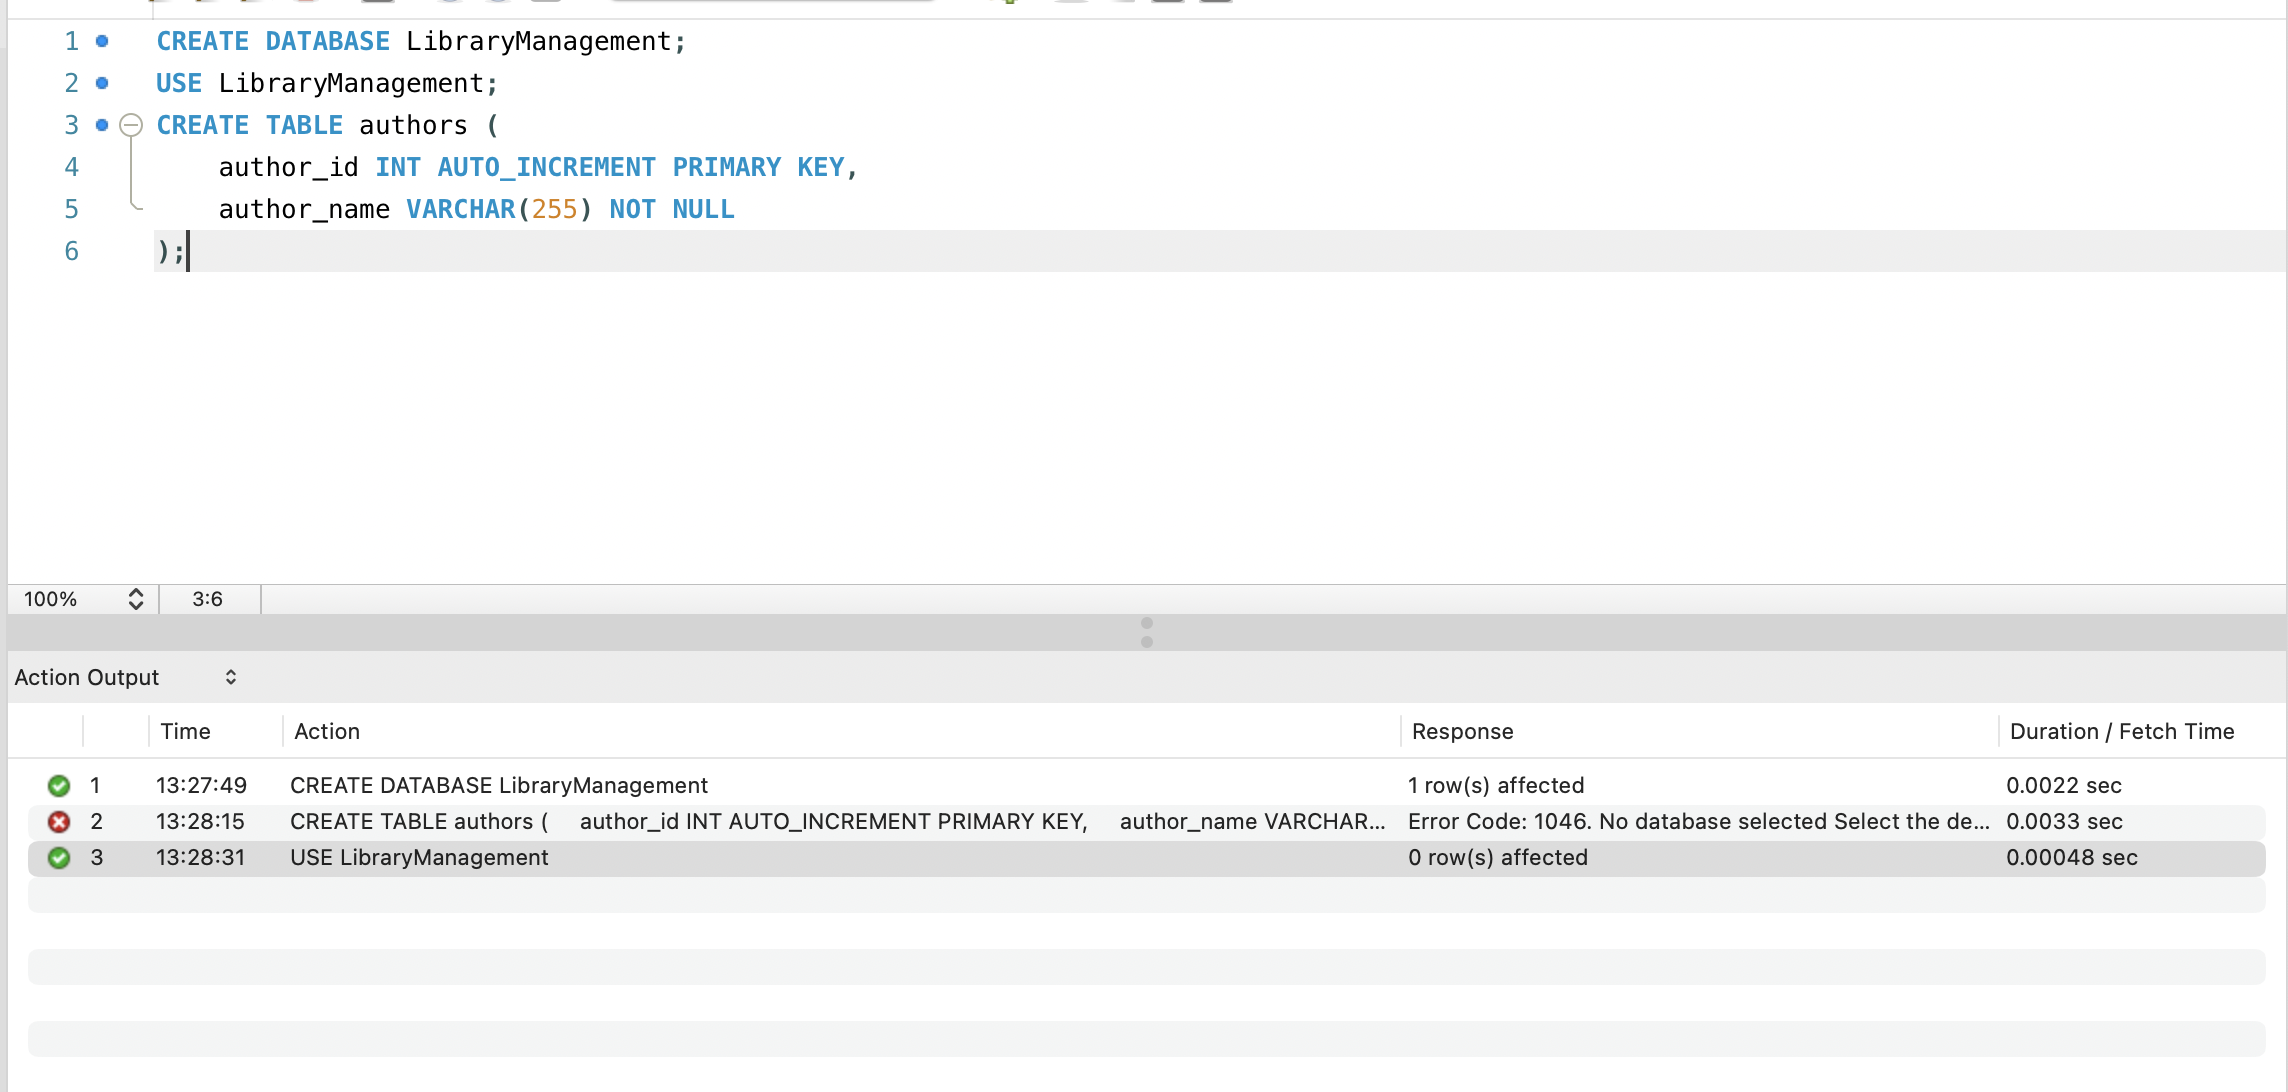 1 CREATE DATABASE LibraryManagement;
2 USE LibraryManagement;
3 CREATE TABLE authors (
4 author_id INT AUTO_INCREMENT PRIMARY KEY,
5 author_name VARCHAR(255) NOT NULL
6 );
100% 3:6
Action Output
Time Action Response Duration / Fetch Time
1 13:27:49 CREATE DATABASE LibraryManagement 1 row(s) affected 0.0022 sec
2 13:28:15 CREATE TABLE authors ( author_id INT AUTO_INCREMENT PRIMARY KEY, author_name VARCHAR... Error Code: 1046. No database selected Select the de... 0.0033 sec
3 13:28:31 USE LibraryManagement 0 row(s) affected 0.00048 sec